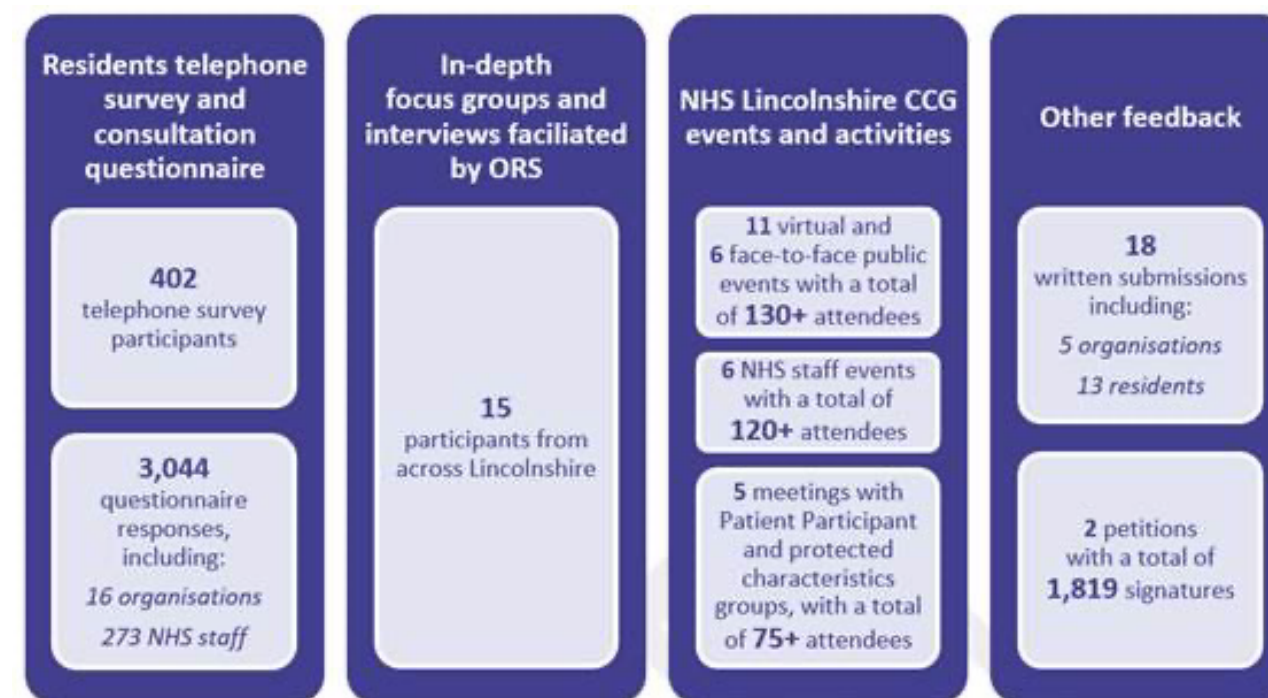 Residents telephone
survey and
consultation
questionnaire
402
telephone survey
participants
3,044
questionnaire
responses,
including:
16 organisations
273 NHS staff
In-depth
focus groups and
interviews faciliated
by ORS
15
participants from
across Lincolnshire
NHS Lincolnshire CCG
events and activities
11 virtual and
6 face-to-face public
events with a total
of 130+ attendees
6 NHS staff events
with a total of
120+ attendees
5 meetings with
Patient Participant
and protected
characteristics
groups, with a total
of 75+ attendees
Other feedback
18
written submissions
including:
5 organisations
13 residents
2 petitions
with a total of
1,819 signatures